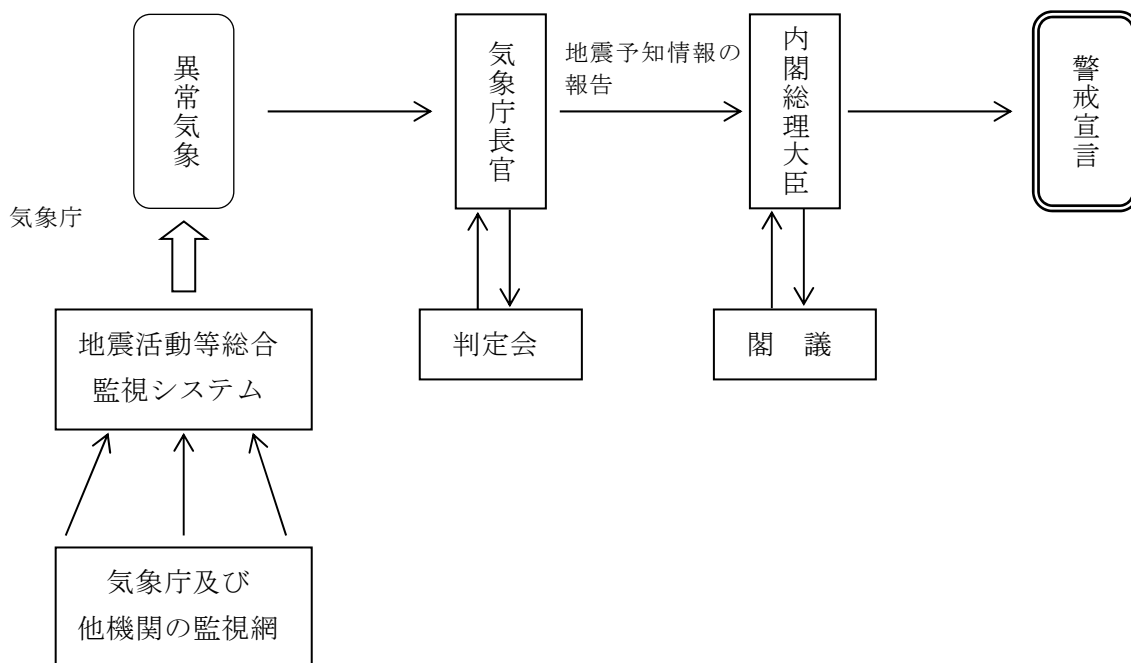 異常気象
気象庁長官
地震予知情報の
報告
内閣総理大臣
警戒宣言
気象庁
地震活動等総合
監視システム
判定会
閣　議
気象庁及び
他機関の監視網